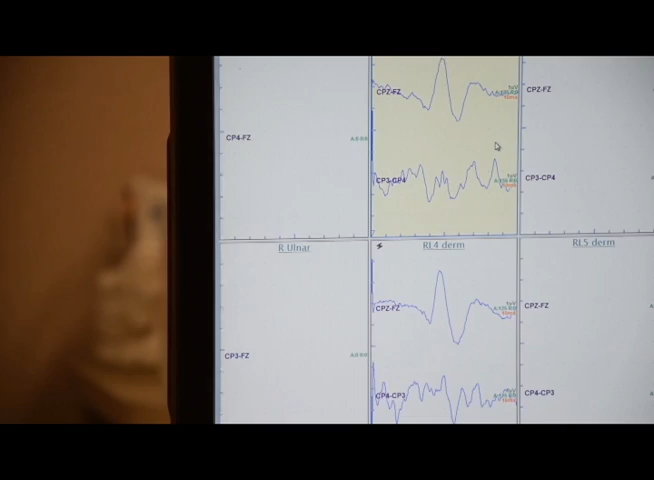 CPZ-FZ
CPZ-FZ
CP4-FZ
CP3-CP4
CP3-CP4
R Ulnar
RL4 derm
RL5 derm
CPZ-FZ
CPZ-FZ
CP3-FZ
CP4-CP3
CP4-CP3